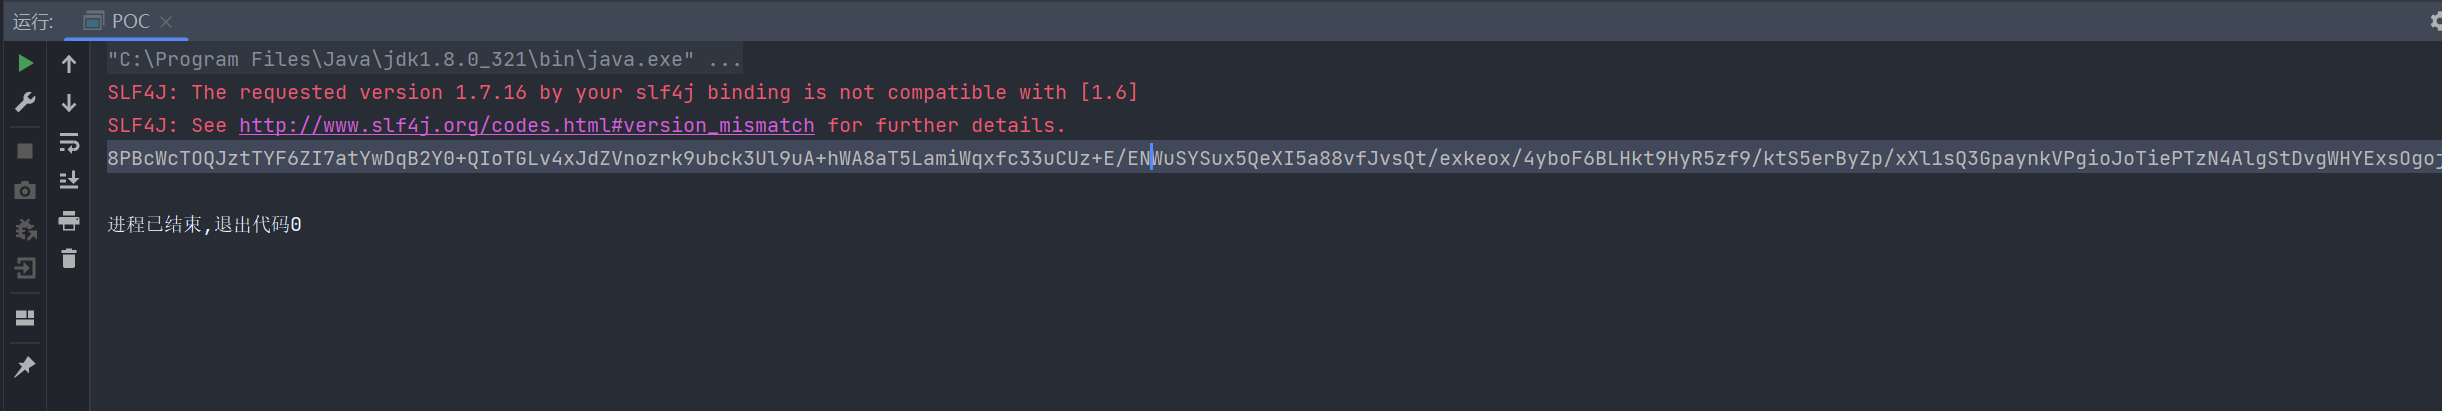 运行: POC
"C:\Program Files\Java\jdk1.8.0_321\bin\java.exe" ...
SLF4J: The requested version 1.7.16 by your slf4j binding is not compatible with [1.6]
SLF4J: See http://www.slf4j.org/codes.html#version_mismatch for further details.
8PBcWcTOQJztTYF6ZI7atYwDqB2Y0+QIoTGLv4xJdZVnozrk9ubck3Ul9uA+hWA8aT5LamiWqxfc33uCUz+E/ENWuSYSux5QeXI5a88vfJvsQt/exkeox/4yboF6BLHkt9HyR5zf9/ktS5erByZp/xXl1sQ3GpaynkVPgioJoTiePTzN4AlgStDvgWHYExsOgoj
进程已结束,退出代码0